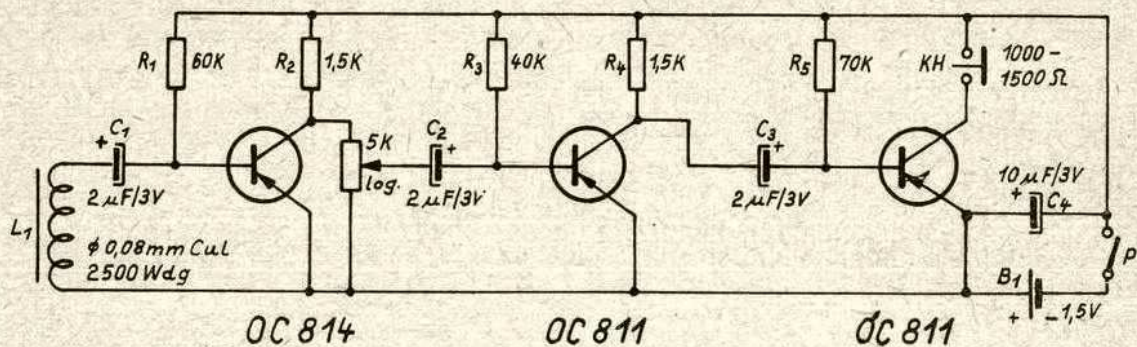 R1 60K
R2 1,5K
R3 40K
R4 1,5K
R5 70K
KH 1000 –
1500 Ω
+ C1
2 µF/3V
5K
log.
C2 +
2 µF/3V
C3 +
2 µF/3V
10 µF/3V
+ C4
L1
ϕ 0,08mm CuL
2500 Wdg
P
B1
+ – 1,5V
OC 814
OC 811
OC 811